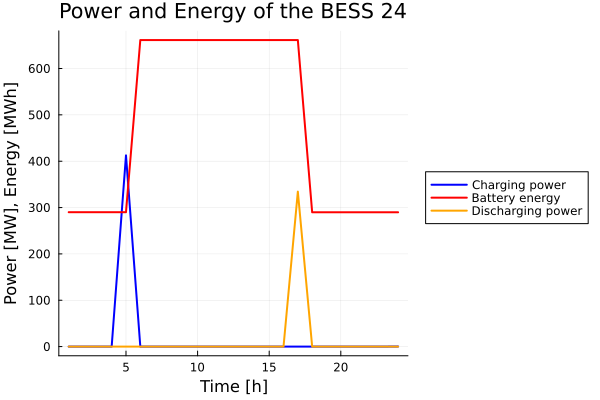 Power and Energy of the BESS 24
Power [MW], Energy [MWh]
600
500
400
300
200
100
0
5
10
15
20
Time [h]
Charging power
Battery energy
Discharging power